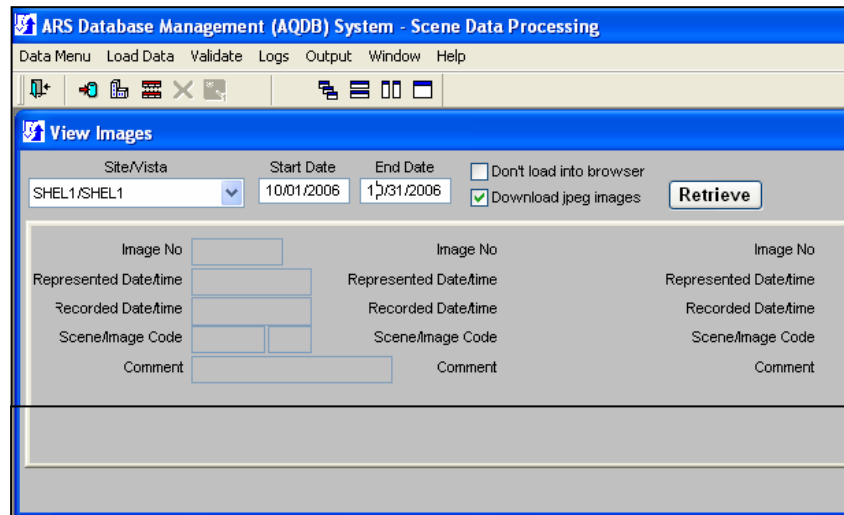 ARS Database Management (AQDB) System - Scene Data Processing
Data Menu Load Data Validate Logs Output Window Help
View Images
Site/Vista Start Date End Date
Don't load into browser
SHEL1/SHEL1 10/01/2006 10/31/2006
Download jpeg images Retrieve
Image No Image No Image No
Represented Date/time Represented Date/time Represented Date/time
Recorded Date/time Recorded Date/time Recorded Date/time
Scene/Image Code Scene/Image Code Scene/Image Code
Comment Comment Comment